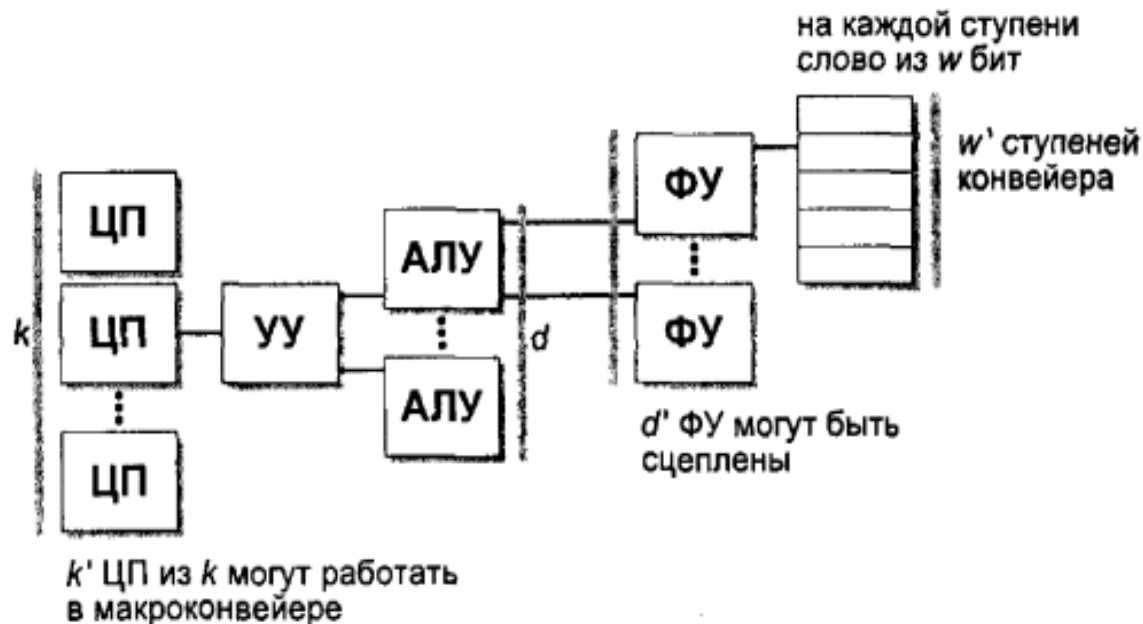 на каждой ступени
слово из w бит
w' ступеней
конвейера
ФУ
ЦП
АЛУ
k
ЦП
УУ
d
ФУ
АЛУ
d' ФУ могут быть
сцеплены
ЦП
k' ЦП из k могут работать
в макроконвейере